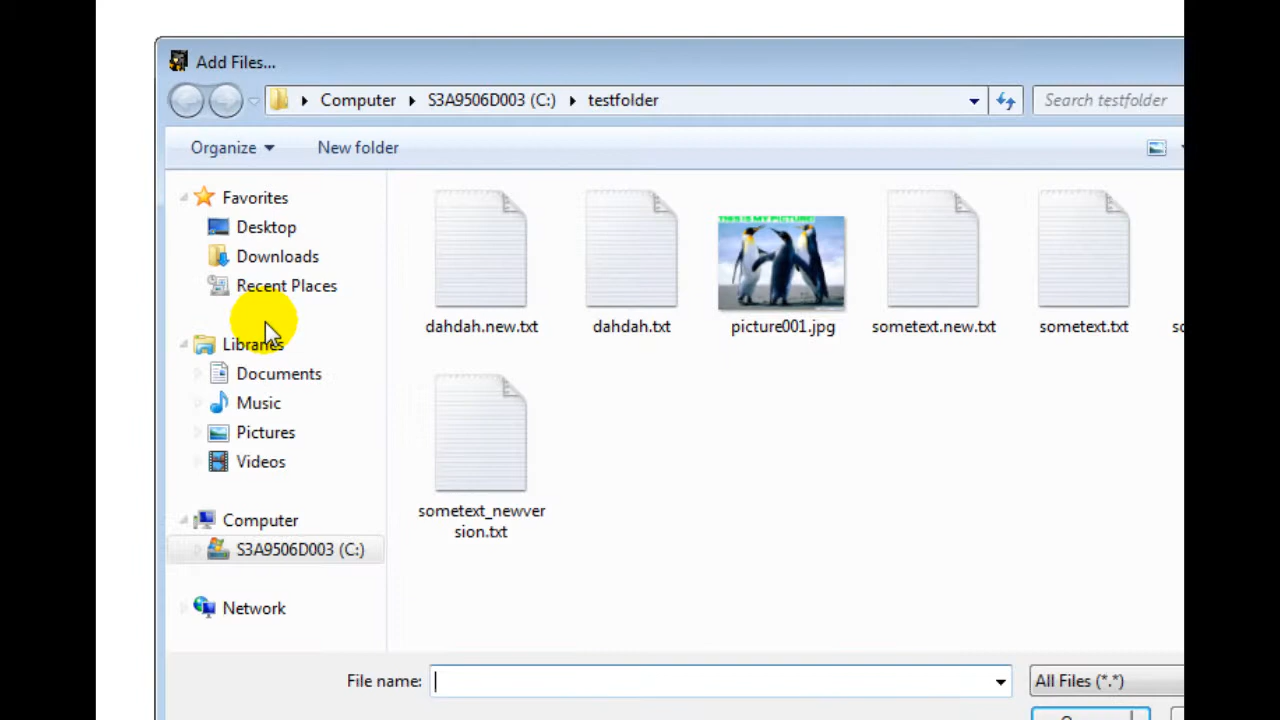 Add Files...
Computer S3A9506D003 (C:) testfolder
Search testfolder
Organize New folder
Favorites
Desktop
Downloads
Recent Places
Libraries
Documents
Music
Pictures
Videos
Computer
S3A9506D003 (C:)
Network
THIS IS MY PICTURE!
dahdah.new.txt dahdah.txt picture001.jpg sometext.new.txt sometext.txt
sometext_newver
sion.txt
File name: All Files (*.*)